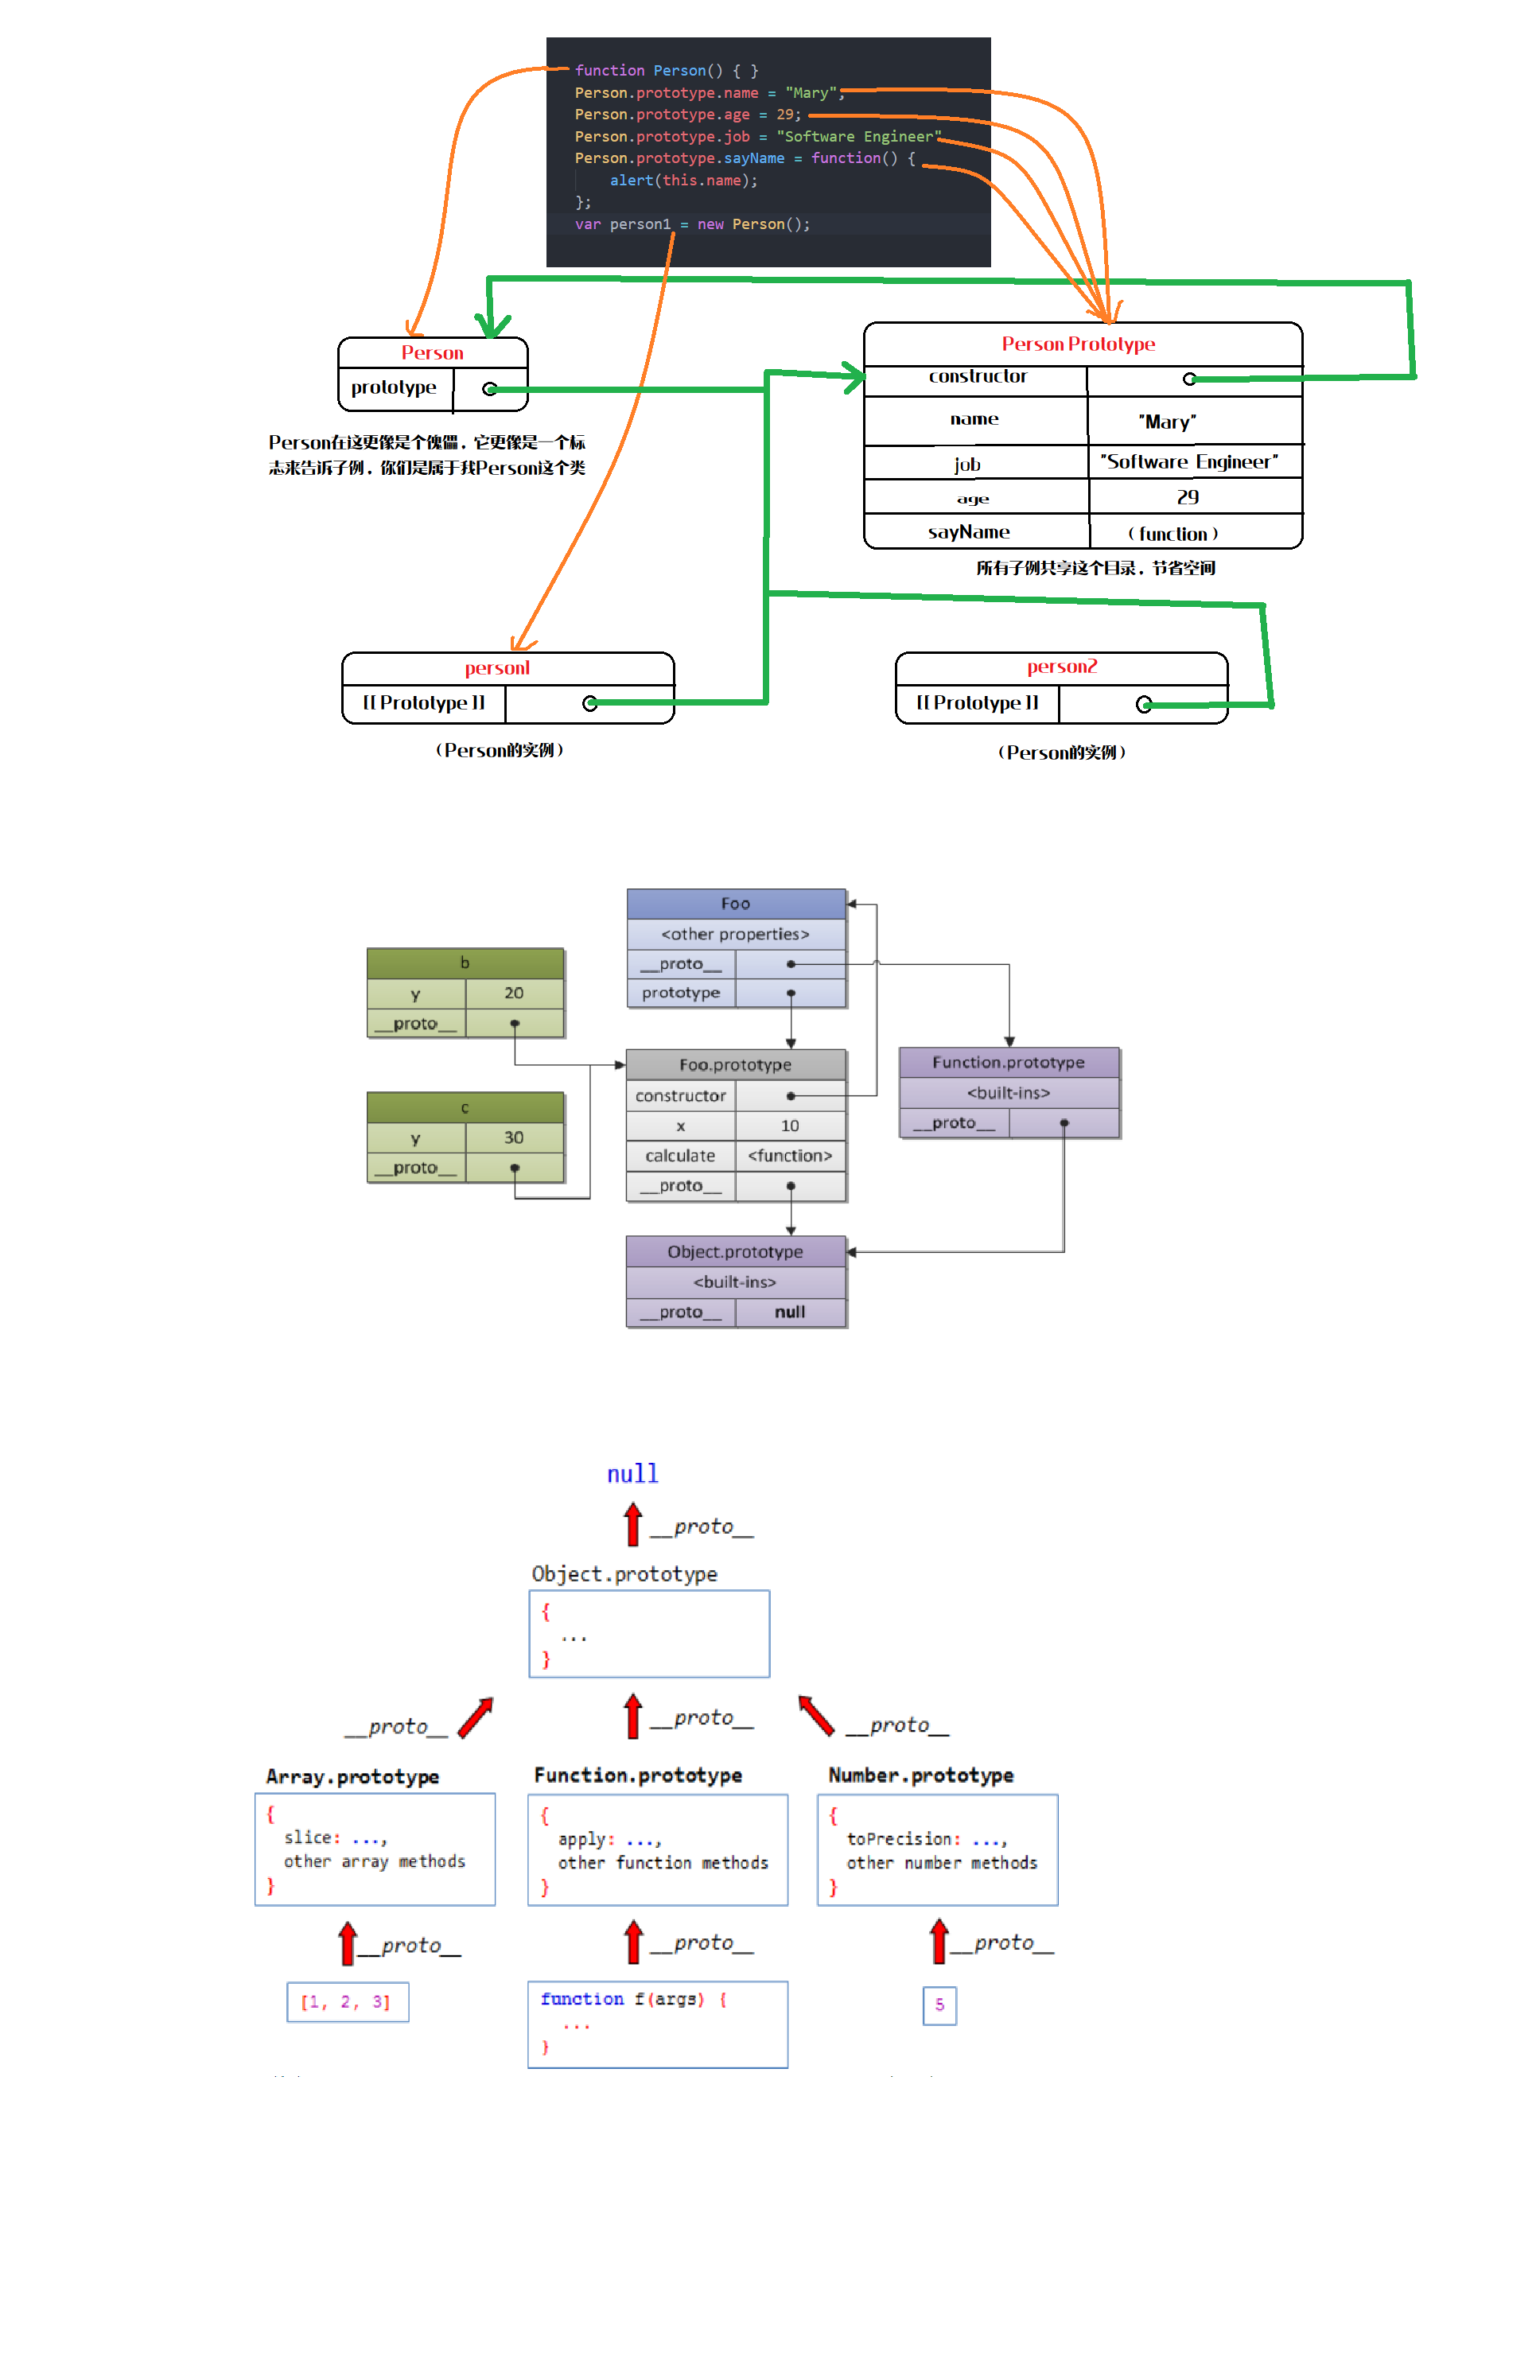 function Person() { }
Person.prototype.name = "Mary";
Person.prototype.age = 29;
Person.prototype.job = "Software Engineer"
Person.prototype.sayName = function() {
alert(this.name);
};
var person1 = new Person();
Person
prototype
Person在这更像是个傀儡，它更像是一个标
志来告诉子例，你们是属于我Person这个类
Person Prototype
constructor
name "Mary"
job "Software Engineer"
age 29
sayName （function）
所有子例共享这个目录，节省空间
person1
[[ Prototype ]]
（Person的实例）
person2
[[ Prototype ]]
（Person的实例）
Foo
<other properties>
__proto__
prototype
b
y 20
__proto__
c
y 30
__proto__
Foo.prototype
constructor
x 10
calculate <function>
__proto__
Function.prototype
<built-ins>
__proto__
Object.prototype
<built-ins>
__proto__ null
null
__proto__
Object.prototype
{
...
}
__proto__ __proto__ __proto__
Array.prototype
{
slice: ...,
other array methods
}
Function.prototype
{
apply: ...,
other function methods
}
Number.prototype
{
toPrecision: ...,
other number methods
}
__proto__ __proto__ __proto__
[1, 2, 3]
function f(args) {
...
}
5